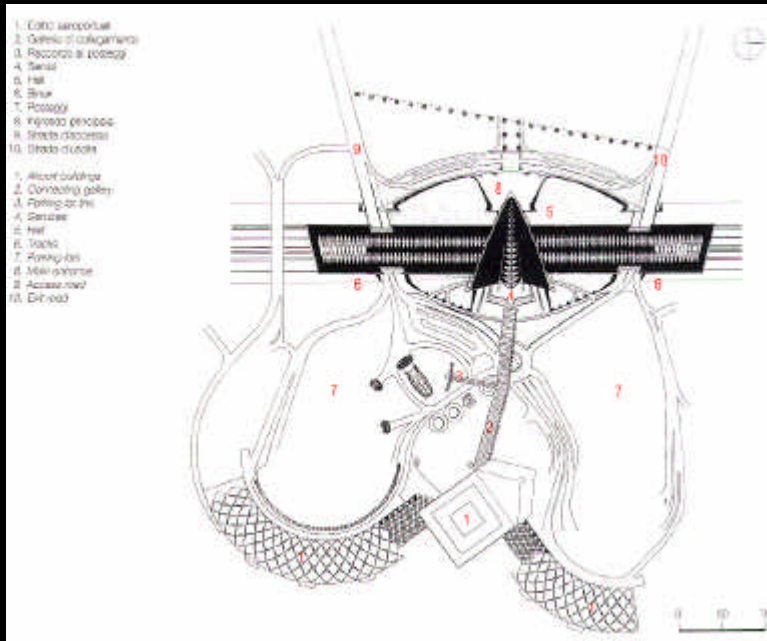 1. Edifici aeroportuali
2. Galleria di collegamento
3. Raccordo ai posteggi
4. Servizi
5. Hall
6. Binari
7. Posteggi
8. Ingresso principale
9. Strada d'accesso
10. Strada d'uscita
1. Airport buildings
2. Connecting gallery
3. Parking lot link
4. Services
5. Hall
6. Tracks
7. Parking lots
8. Main entrance
9. Access road
10. Exit road
9
10
8
5
6
4
6
7
3
7
2
1
1
1
0